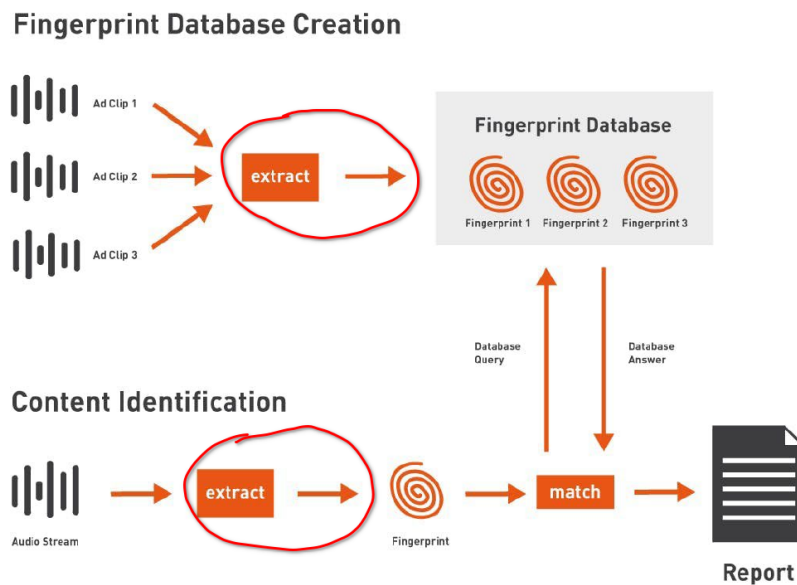 Fingerprint Database Creation
Ad Clip 1
Ad Clip 2
Ad Clip 3
extract
Fingerprint Database
Fingerprint 1
Fingerprint 2
Fingerprint 3
Database
Query
Database
Answer
Content Identification
Audio Stream
extract
Fingerprint
match
Report